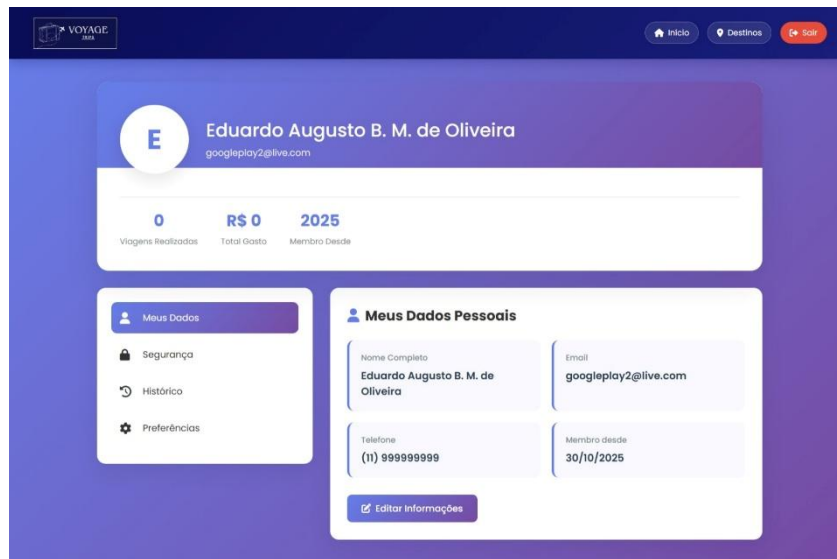 VOYAGE
Início
Destinos
Sair
E
Eduardo Augusto B. M. de Oliveira
googleplay2@live.com
0
R$ 0
2025
Viagens Realizadas
Total Gasto
Membro Desde
Meus Dados
Segurança
Histórico
Preferências
Meus Dados Pessoais
Nome Completo
Eduardo Augusto B. M. de
Oliveira
Email
googleplay2@live.com
Telefone
(11) 999999999
Membro desde
30/10/2025
Editar Informações